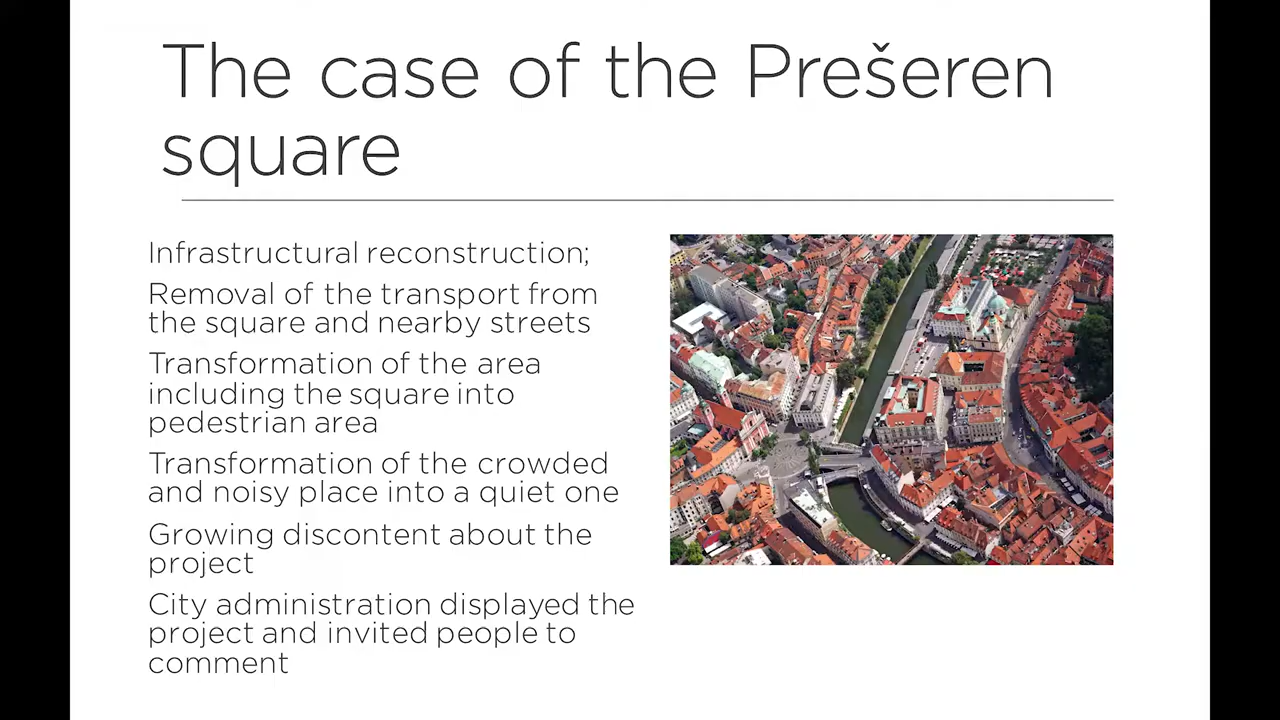 The case of the Prešeren
square
Infrastructural reconstruction;
Removal of the transport from
the square and nearby streets
Transformation of the area
including the square into
pedestrian area
Transformation of the crowded
and noisy place into a quiet one
Growing discontent about the
project
City administration displayed the
project and invited people to
comment